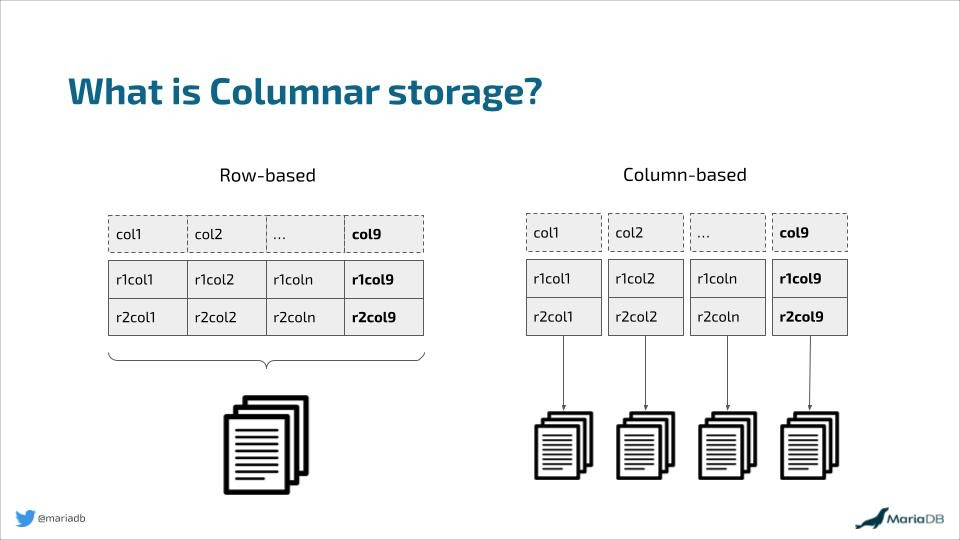 What is Columnar storage?
Row-based
col1 col2 ... col9
r1col1 r1col2 r1coln r1col9
r2col1 r2col2 r2coln r2col9
Column-based
col1 col2 ... col9
r1col1 r1col2 r1coln r1col9
r2col1 r2col2 r2coln r2col9
@mariadb
MariaDB